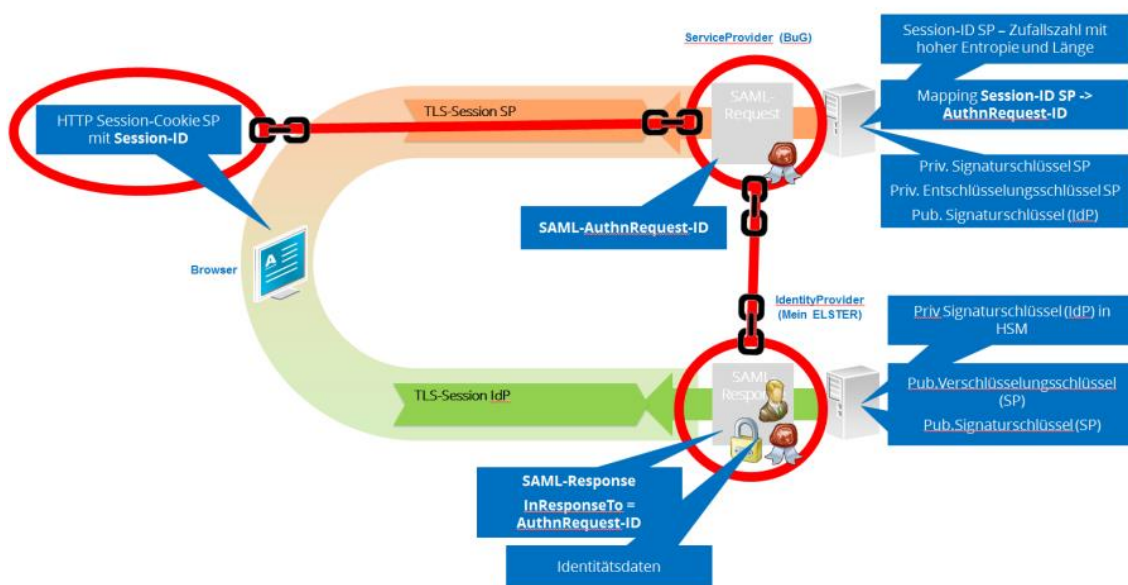 ServiceProvider (BuG)
Session-ID SP – Zufallszahl mit
hoher Entropie und Länge
HTTP Session-Cookie SP
mit Session-ID
TLS-Session SP
SAML-
Request
Mapping Session-ID SP ->
AuthnRequest-ID
Priv. Signaturschlüssel SP
Priv. Entschlüsselungsschlüssel SP
Pub. Signaturschlüssel (IdP)
SAML-AuthnRequest-ID
Browser
IdentityProvider
(Mein ELSTER)
Priv Signaturschlüssel (IdP) in
HSM
TLS-Session IdP
SAML-
Pub.Verschlüsselungsschlüssel
(SP)
Pub.Signaturschlüssel (SP)
SAML-Response
InResponseTo =
AuthnRequest-ID
Identitätsdaten